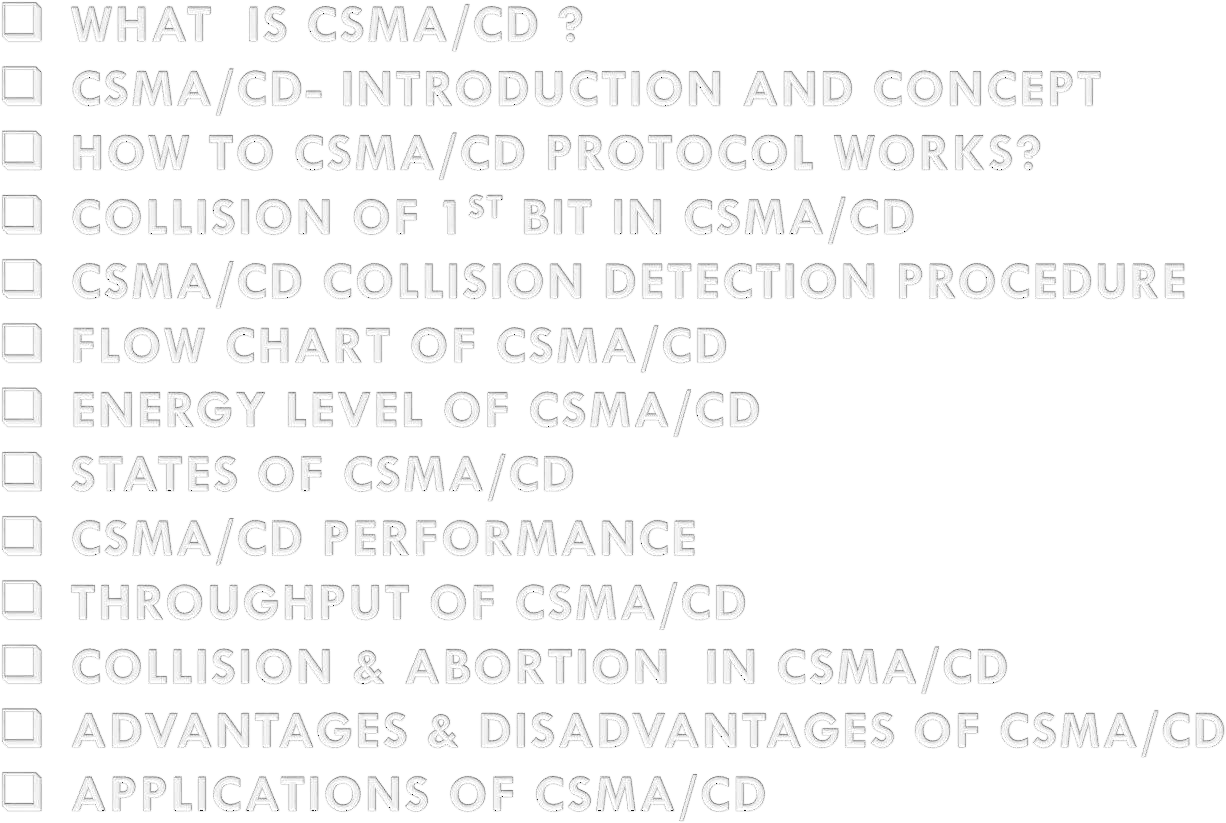 ❑ WHAT IS CSMA/CD ?
❑ CSMA/CD- INTRODUCTION AND CONCEPT
❑ HOW TO CSMA/CD PROTOCOL WORKS?
❑ COLLISION OF 1ST BIT IN CSMA/CD
❑ CSMA/CD COLLISION DETECTION PROCEDURE
❑ FLOW CHART OF CSMA/CD
❑ ENERGY LEVEL OF CSMA/CD
❑ STATES OF CSMA/CD
❑ CSMA/CD PERFORMANCE
❑ THROUGHPUT OF CSMA/CD
❑ COLLISION & ABORTION IN CSMA/CD
❑ ADVANTAGES & DISADVANTAGES OF CSMA/CD
❑ APPLICATIONS OF CSMA/CD